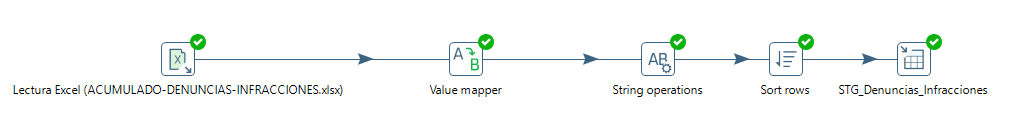 Lectura Excel (ACUMULADO-DENUNCIAS-INFRACCIONES.xlsx)
Value mapper
String operations
Sort rows
STG_Denuncias_Infracciones